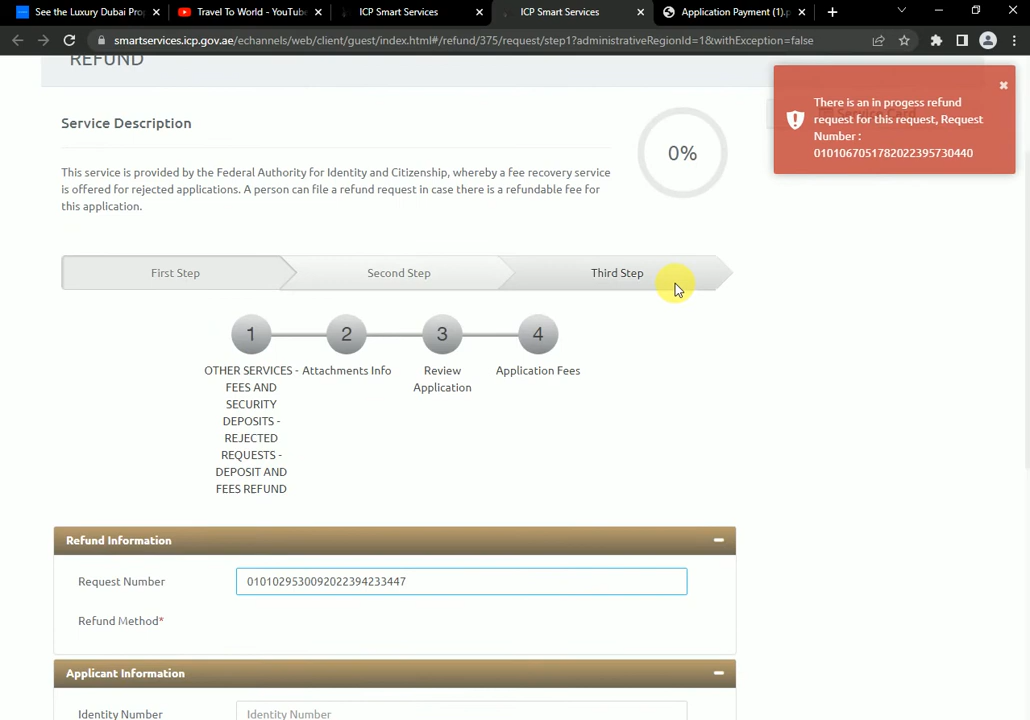 See the Luxury Dubai Pro
Travel To World - YouTube
ICP Smart Services
ICP Smart Services
Application Payment (1).p
smartservices.icp.gov.ae/echannels/web/client/guest/index.html#/refund/375/request/step1?administrativeRegionId=1&withException=false
REFUND
There is an in progess refund
request for this request, Request
Number :
010106705178202239573​0440
Service Description
0%
This service is provided by the Federal Authority for Identity and Citizenship, whereby a fee recovery service
is offered for rejected applications. A person can file a refund request in case there is a refundable fee for
this application.
First Step
Second Step
Third Step
1
2
3
4
OTHER SERVICES -
FEES AND
SECURITY
DEPOSITS -
REJECTED
REQUESTS -
DEPOSIT AND
FEES REFUND
Attachments Info
Review
Application
Application Fees
Refund Information
Request Number
0101029530092022394233447
Refund Method*
Applicant Information
Identity Number
Identity Number